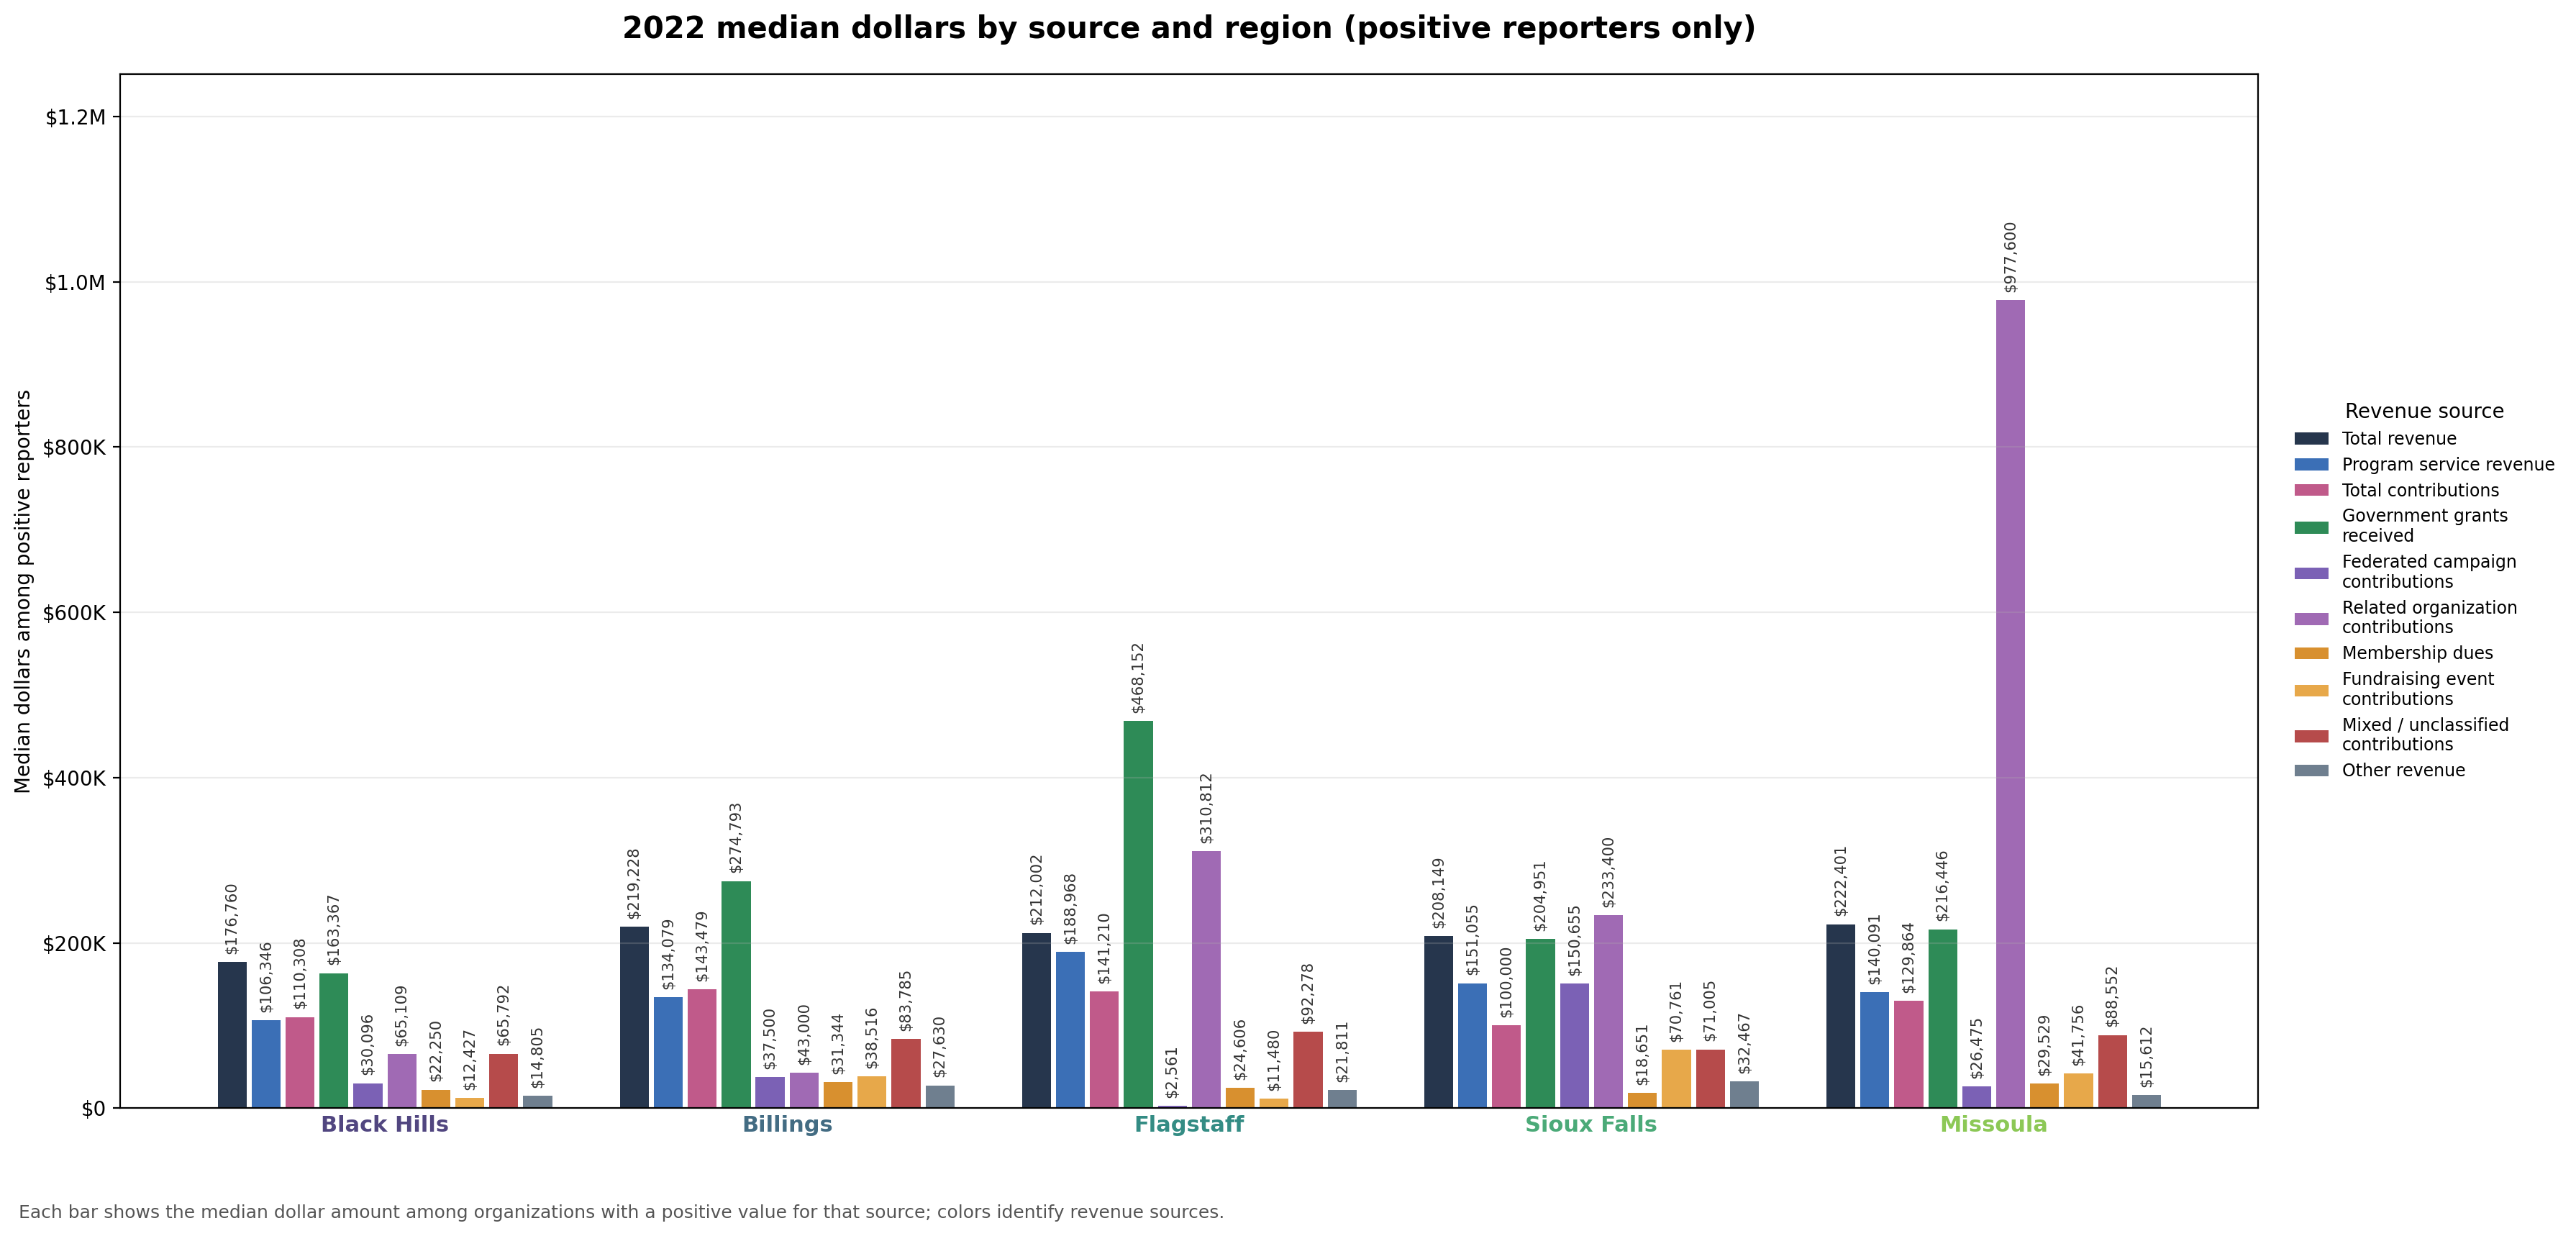 2022 median dollars by source and region (positive reporters only)
Median dollars among positive reporters
$1.2M
$1.0M
$800K
$600K
$400K
$200K
$0
$176,760
$106,346
$110,308
$163,367
$30,096
$65,109
$22,250
$12,427
$65,792
$14,805
$219,228
$134,079
$143,479
$274,793
$37,500
$43,000
$31,344
$38,516
$83,785
$27,630
$212,002
$188,968
$141,210
$468,152
$2,561
$310,812
$24,606
$11,480
$92,278
$21,811
$208,149
$151,055
$100,000
$204,951
$150,655
$233,400
$18,651
$70,761
$71,005
$32,467
$222,401
$140,091
$129,864
$216,446
$26,475
$977,600
$29,529
$41,756
$88,552
$15,612
Black Hills
Billings
Flagstaff
Sioux Falls
Missoula
Revenue source
Total revenue
Program service revenue
Total contributions
Government grants
received
Federated campaign
contributions
Related organization
contributions
Membership dues
Fundraising event
contributions
Mixed / unclassified
contributions
Other revenue
Each bar shows the median dollar amount among organizations with a positive value for that source; colors identify revenue sources.